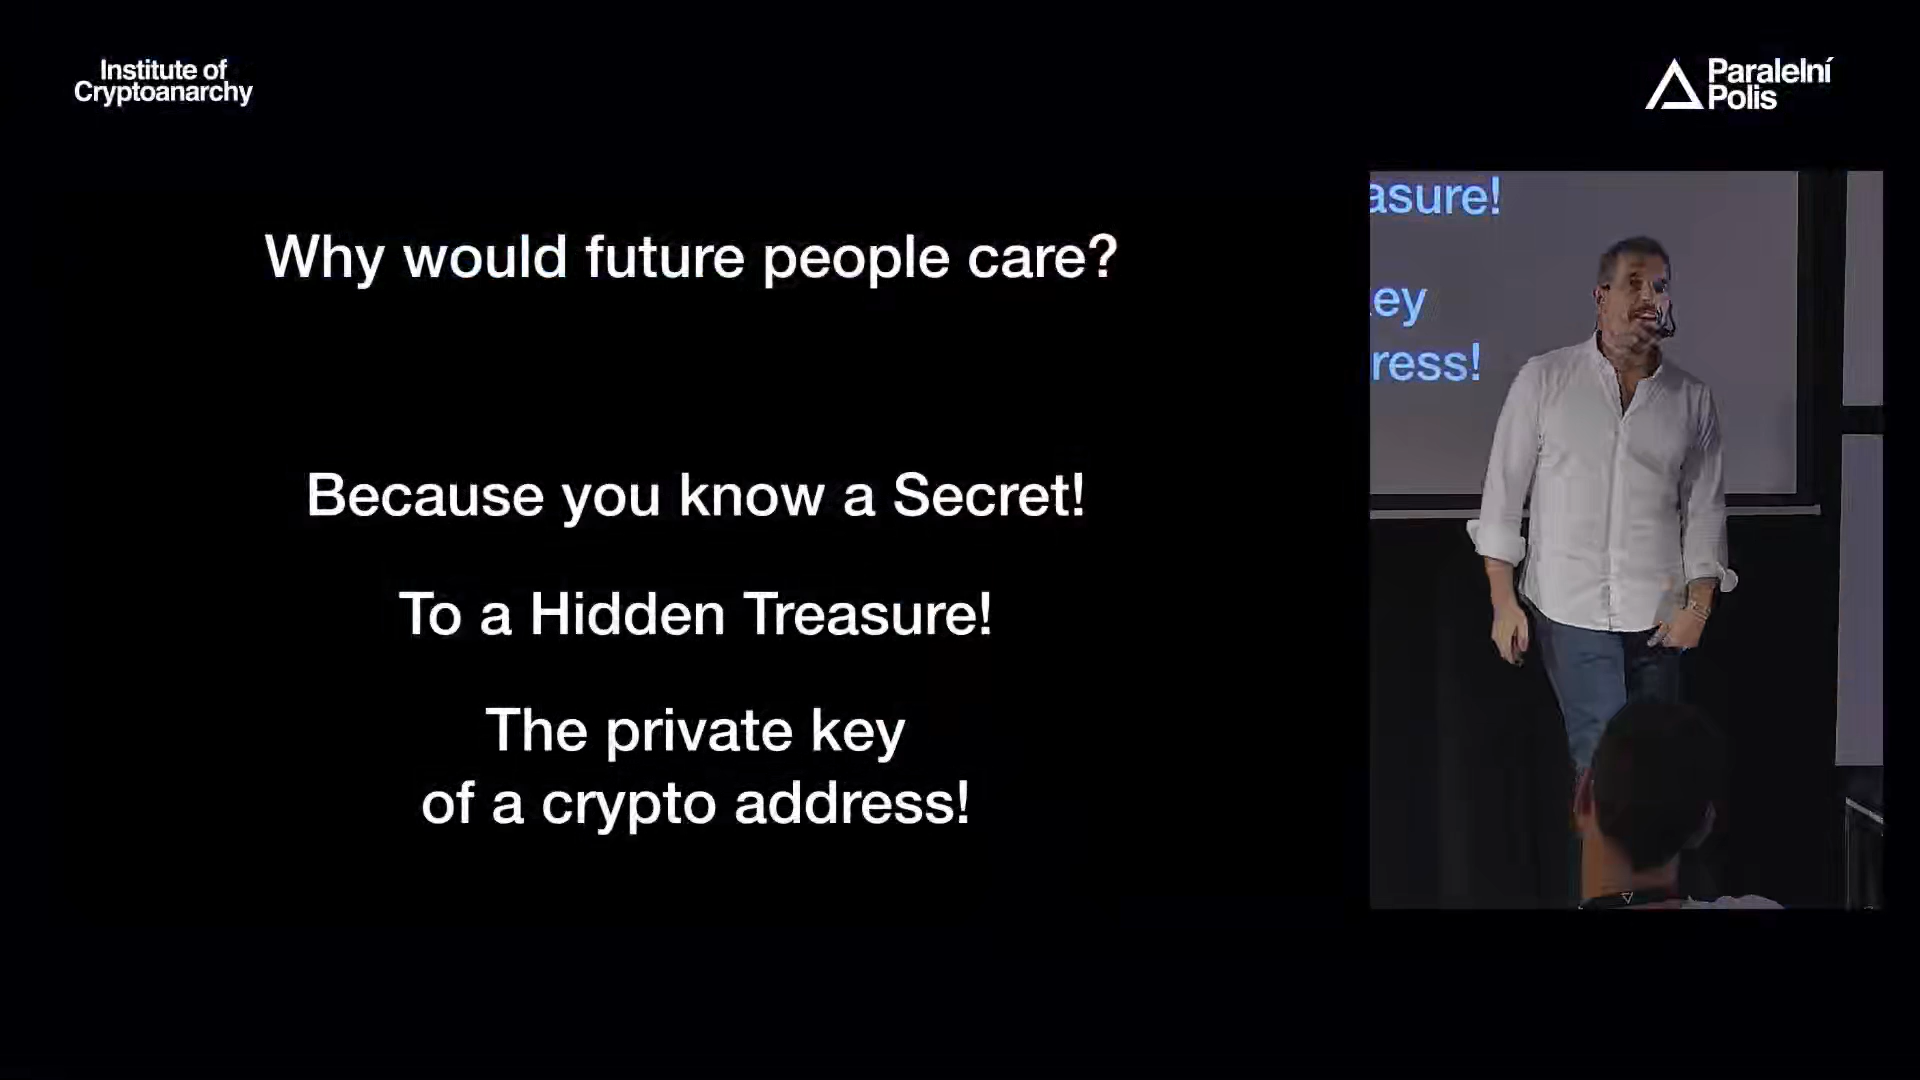 Institute of
Cryptoanarchy
Paralelní
Polis
Why would future people care?
Because you know a Secret!
To a Hidden Treasure!
The private key
of a crypto address!
asure!
ey
ress!